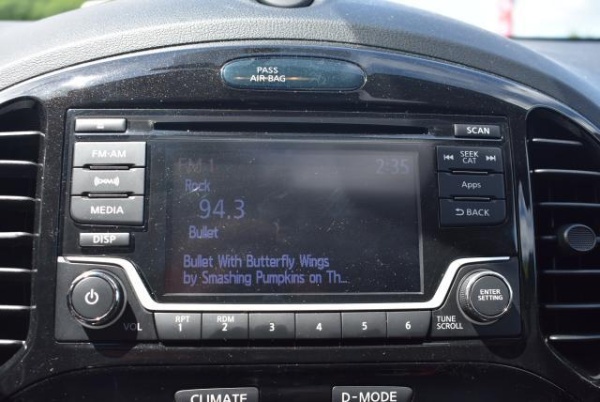 PASS
AIR BAG
SCAN
FM·AM
MEDIA
DISP
FM 1 2:35
Rock
94.3
Bullet
Bullet With Butterfly Wings
by Smashing Pumpkins on Th...
SEEK
CAT
Apps
BACK
VOL
RPT
1
RDM
2
3
4
5
6
TUNE
SCROLL
ENTER
SETTING
CLIMATE
D-MODE